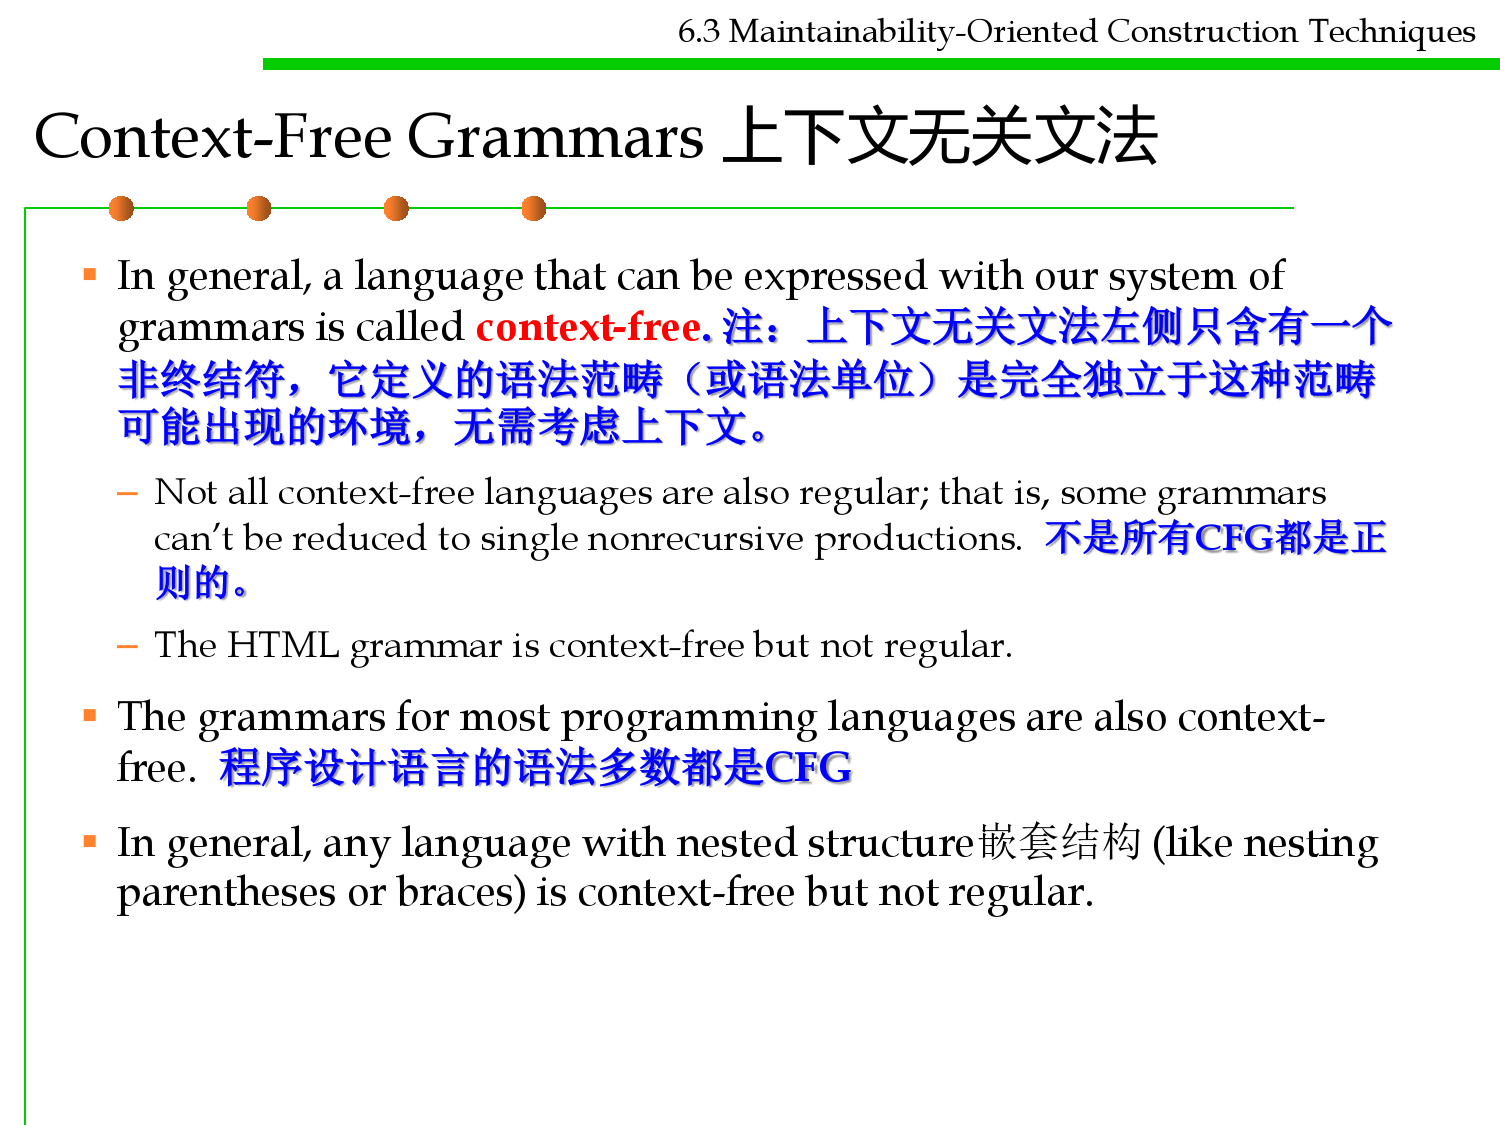 6.3 Maintainability-Oriented Construction Techniques
Context-Free Grammars 上下文无关文法
In general, a language that can be expressed with our system of
grammars is called context-free. 注：上下文无关文法左侧只含有一个
非终结符，它定义的语法范畴（或语法单位）是完全独立于这种范畴
可能出现的环境，无需考虑上下文。
– Not all context-free languages are also regular; that is, some grammars
can’t be reduced to single nonrecursive productions. 不是所有CFG都是正
则的。
– The HTML grammar is context-free but not regular.
The grammars for most programming languages are also context-
free. 程序设计语言的语法多数都是CFG
In general, any language with nested structure嵌套结构 (like nesting
parentheses or braces) is context-free but not regular.